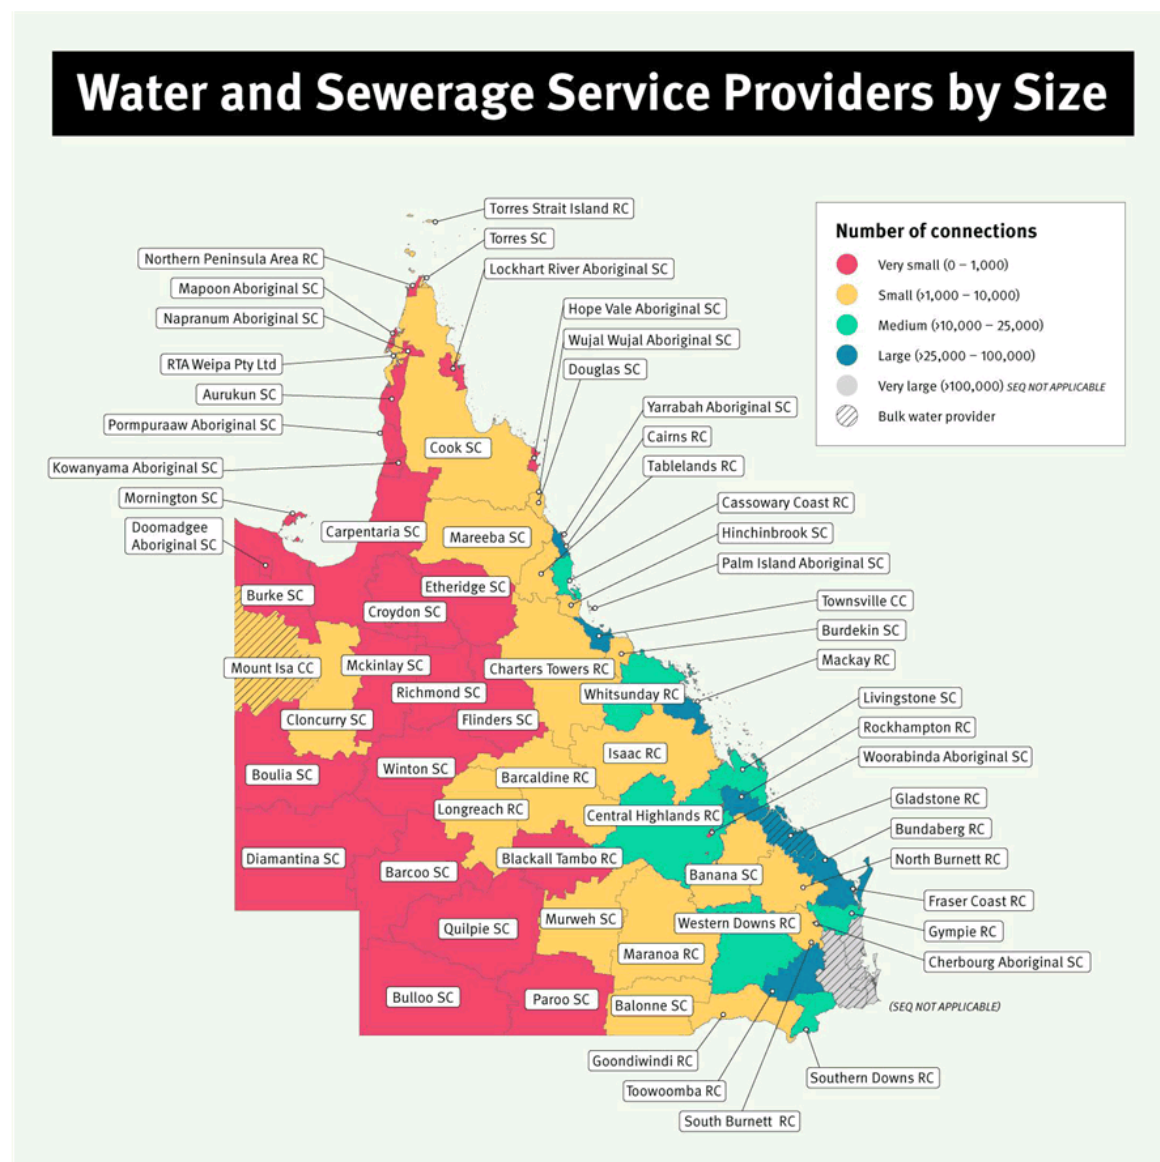 Water and Sewerage Service Providers by Size
Torres Strait Island RC
Torres SC
Northern Peninsula Area RC
Lockhart River Aboriginal SC
Mapoon Aboriginal SC
Napranum Aboriginal SC
Hope Vale Aboriginal SC
Wujal Wujal Aboriginal SC
RTA Weipa Pty Ltd
Douglas SC
Aurukun SC
Yarrabah Aboriginal SC
Pormpuraaw Aboriginal SC
Cairns RC
Cook SC
Kowanyama Aboriginal SC
Tablelands RC
Mornington SC
Cassowary Coast RC
Doomadgee
Aboriginal SC
Carpentaria SC
Mareeba SC
Hinchinbrook SC
Palm Island Aboriginal SC
Etheridge SC
Burke SC
Townsville CC
Croydon SC
Burdekin SC
Mount Isa CC
Mckinlay SC
Charters Towers RC
Mackay RC
Richmond SC
Whitsunday RC
Livingstone SC
Cloncurry SC
Flinders SC
Rockhampton RC
Isaac RC
Woorabinda Aboriginal SC
Boulia SC
Winton SC
Barcaldine RC
Gladstone RC
Longreach RC
Central Highlands RC
Bundaberg RC
Diamantina SC
Blackall Tambo RC
North Burnett RC
Barcoo SC
Banana SC
Fraser Coast RC
Murweh SC
Western Downs RC
Quilpie SC
Gympie RC
Maranoa RC
Cherbourg Aboriginal SC
Bulloo SC
Paroo SC
Balonne SC
(SEQ NOT APPLICABLE)
Goondiwindi RC
Southern Downs RC
Toowoomba RC
South Burnett RC
Number of connections
Very small (0 – 1,000)
Small (>1,000 – 10,000)
Medium (>10,000 – 25,000)
Large (>25,000 – 100,000)
Very large (>100,000) SEQ NOT APPLICABLE
Bulk water provider